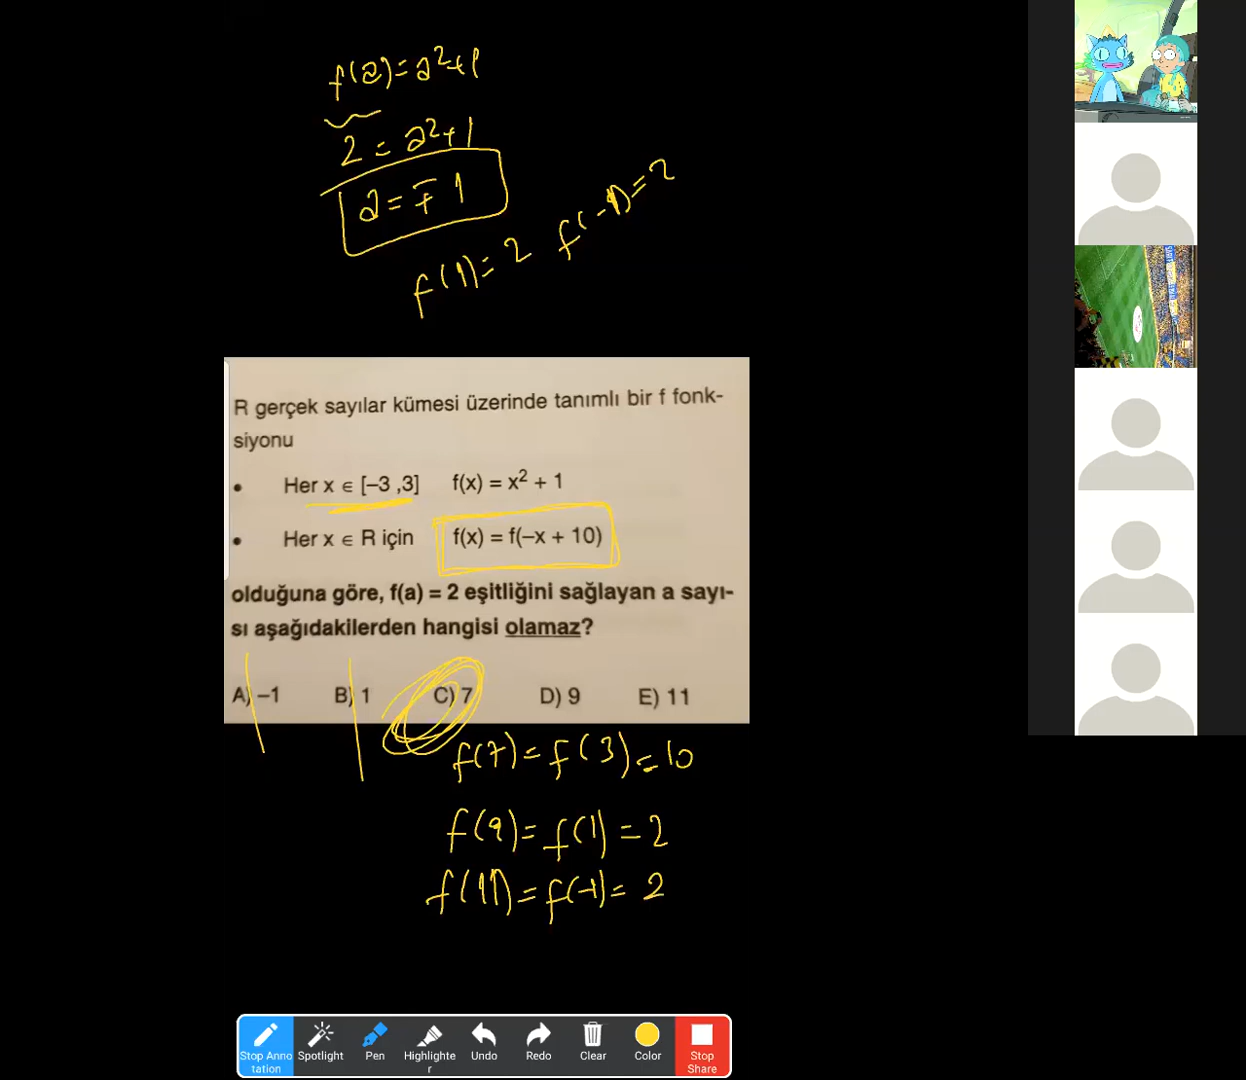 f(a)=a²+1
2=a²+1
a=∓1
f(1)=2 f(-1)=2
R gerçek sayılar kümesi üzerinde tanımlı bir f fonk-
siyonu
• Her x ∈ [–3 ,3] f(x) = x² + 1
• Her x ∈ R için f(x) = f(–x + 10)
olduğuna göre, f(a) = 2 eşitliğini sağlayan a sayı-
sı aşağıdakilerden hangisi olamaz?
A) –1 B) 1 C) 7 D) 9 E) 11
f(7)=f(3)=10
f(9)=f(1)=2
f(11)=f(-1)=2
Stop Anno
tation
Spotlight
Pen
Highlighte
r
Undo
Redo
Clear
Color
Stop
Share